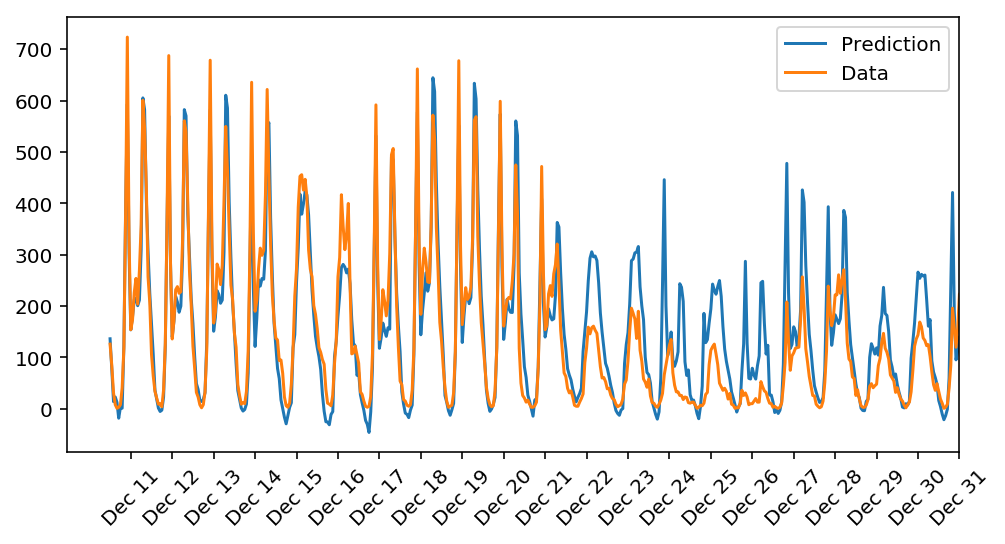 700
600
500
400
300
200
100
0
Prediction
Data
Dec 11
Dec 12
Dec 13
Dec 14
Dec 15
Dec 16
Dec 17
Dec 18
Dec 19
Dec 20
Dec 21
Dec 22
Dec 23
Dec 24
Dec 25
Dec 26
Dec 27
Dec 28
Dec 29
Dec 30
Dec 31